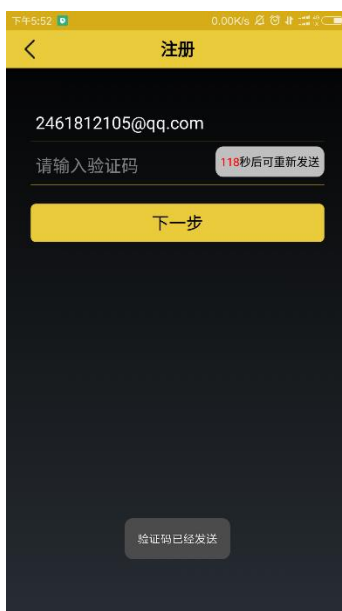 下午5:52 0.00K/s
注册
2461812105@qq.com
请输入验证码 118秒后可重新发送
下一步
验证码已经发送